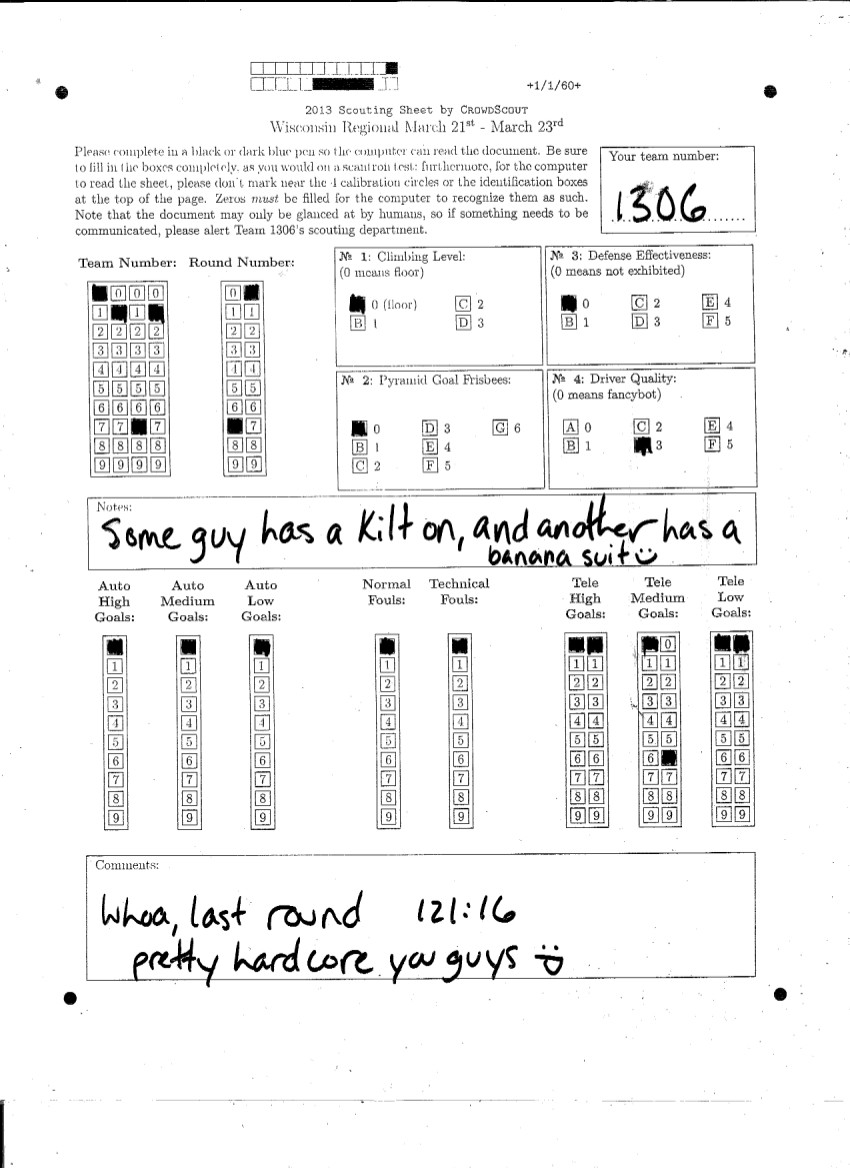 +1/1/60+
2013 Scouting Sheet by CROWDSCOUT
Wisconsin Regional March 21st - March 23rd
Please complete in a black or dark blue pen so the computer can read the document. Be sure
to fill in the boxes completely, as you would on a scantron test; furthermore, for the computer
to read the sheet, please don't mark near the 4 calibration circles or the identification boxes
at the top of the page. Zeros must be filled for the computer to recognize them as such.
Note that the document may only be glanced at by humans, so if something needs to be
communicated, please alert Team 1306's scouting department.
Your team number:
1306
Team Number: Round Number:
0 0 0
1 1
2 2 2 2
3 3 3 3
4 4 4 4
5 5 5 5
6 6 6 6
7 7 7
8 8 8 8
9 9 9 9
0
1 1
2 2
3 3
4 4
5 5
6 6
7
8 8
9 9
№ 1: Climbing Level:
(0 means floor)
0 (floor) C 2
B 1 D 3
№ 3: Defense Effectiveness:
(0 means not exhibited)
0 C 2 E 4
B 1 D 3 F 5
№ 2: Pyramid Goal Frisbees:
0 D 3 G 6
B 1 E 4
C 2 F 5
№ 4: Driver Quality:
(0 means fancybot)
A 0 C 2 E 4
B 1 3 F 5
Notes:
Some guy has a kilt on, and another has a
banana suit
Auto High Goals:
1
2
3
4
5
6
7
8
9
Auto Medium Goals:
1
2
3
4
5
6
7
8
9
Auto Low Goals:
1
2
3
4
5
6
7
8
9
Normal Fouls:
1
2
3
4
5
6
7
8
9
Technical Fouls:
1
2
3
4
5
6
7
8
9
Tele High Goals:
1 1
2 2
3 3
4 4
5 5
6 6
7 7
8 8
9 9
Tele Medium Goals:
0
1 1
2 2
3 3
4 4
5 5
6
7 7
8 8
9 9
Tele Low Goals:
1 1
2 2
3 3
4 4
5 5
6 6
7 7
8 8
9 9
Comments:
Whoa, last round 121:16
pretty hardcore you guys